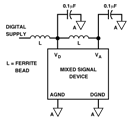 0.1µF
0.1µF
DIGITAL
SUPPLY
A
A
L
L
V_D
V_A
L = FERRITE
BEAD
MIXED SIGNAL
DEVICE
AGND
DGND
A
A